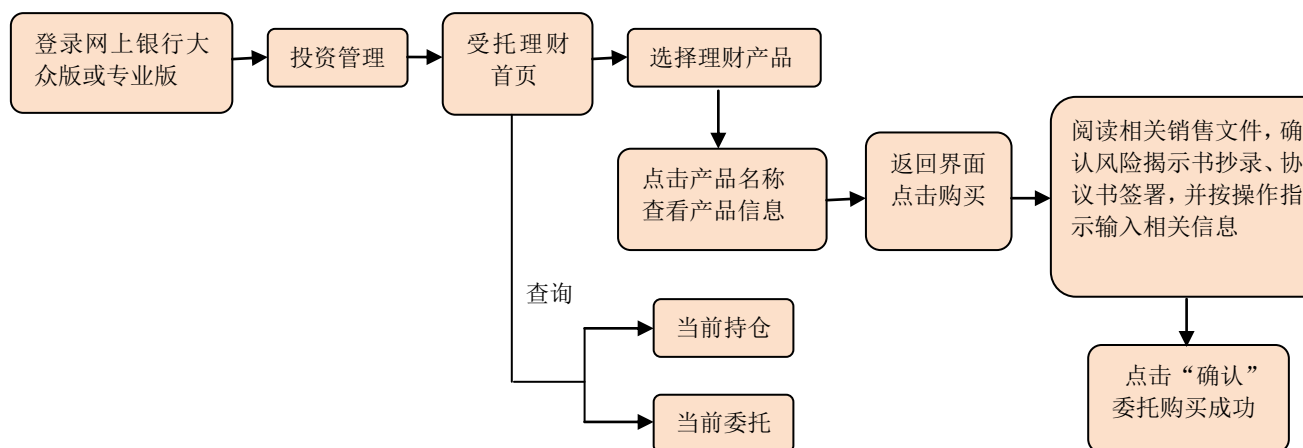 登录网上银行大
众版或专业版
投资管理
受托理财
首页
选择理财产品
点击产品名称
查看产品信息
返回界面
点击购买
阅读相关销售文件，确
认风险揭示书抄录、协
议书签署，并按操作指
示输入相关信息
查询
当前持仓
当前委托
点击“确认”
委托购买成功